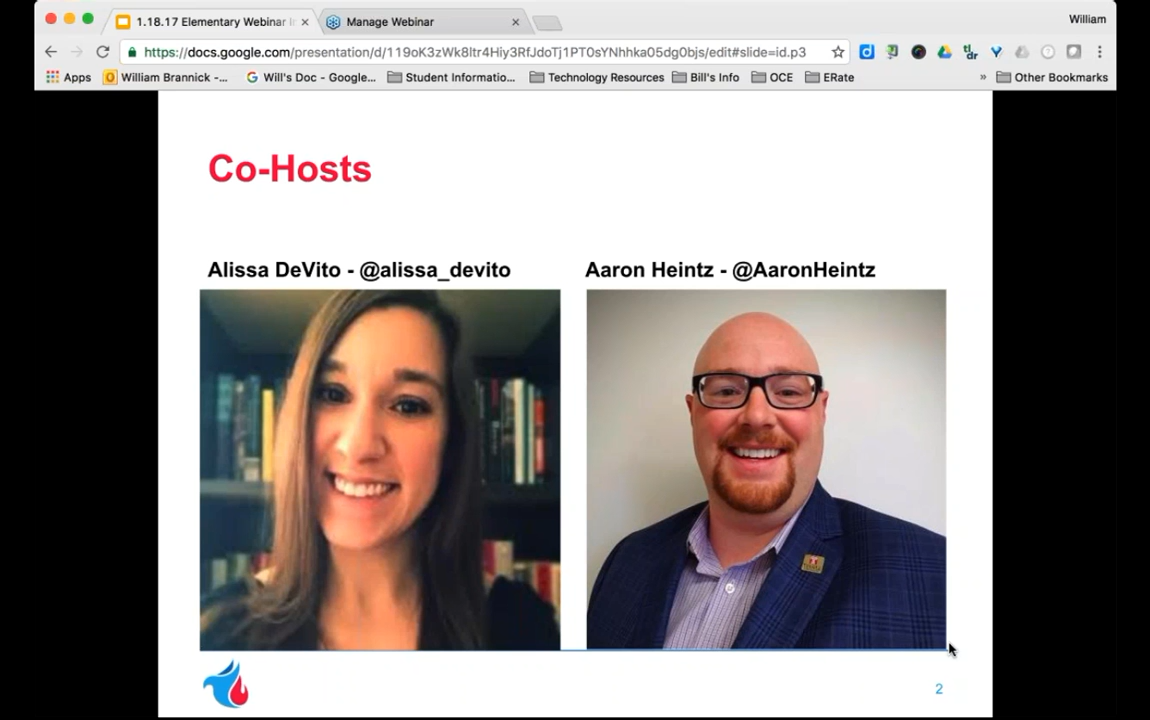 1.18.17 Elementary Webinar
Manage Webinar
William
https://docs.google.com/presentation/d/119oK3zWk8ltr4Hiy3RfJdoTj1PT0sYNhhka05dg0bjs/edit#slide=id.p3
tl;
dr
Apps
William Brannick -...
Will's Doc - Google...
Student Informatio...
Technology Resources
Bill's Info
OCE
ERate
»
Other Bookmarks
Co-Hosts
Alissa DeVito - @alissa_devito
Aaron Heintz - @AaronHeintz
2